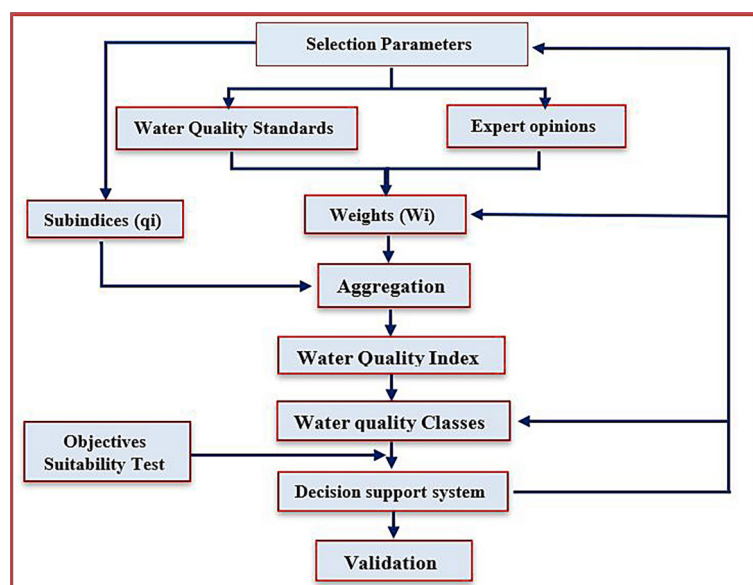 Selection Parameters
Water Quality Standards
Expert opinions
Subindices (qi)
Weights (Wi)
Aggregation
Water Quality Index
Water quality Classes
Objectives
Suitability Test
Decision support system
Validation